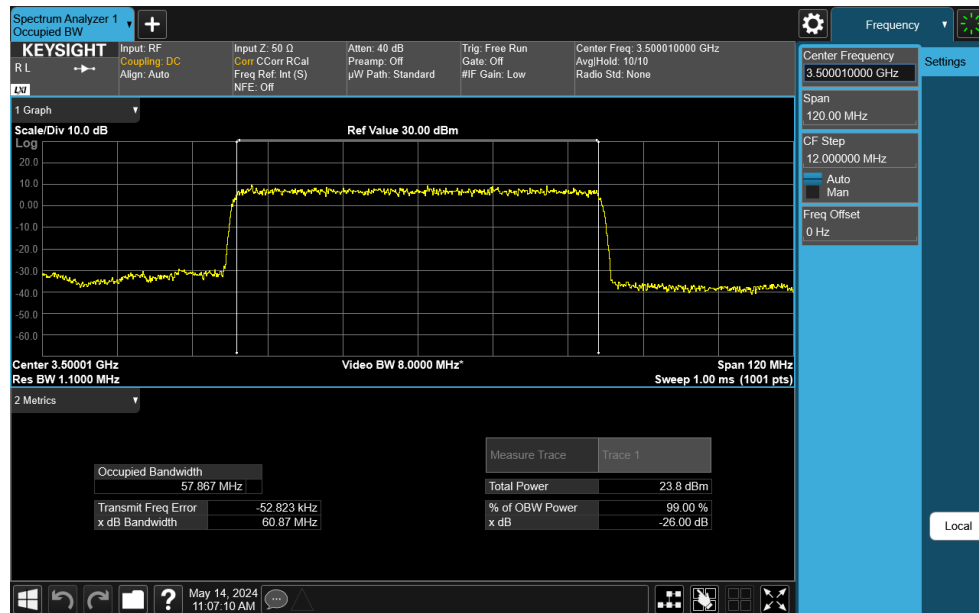 Spectrum Analyzer 1
Occupied BW
Frequency
KEYSIGHT
R L
LXI
Input: RF
Coupling: DC
Align: Auto
Input Z: 50 Ω
Corr CCorr RCal
Freq Ref: Int (S)
NFE: Off
Atten: 40 dB
Preamp: Off
µW Path: Standard
Trig: Free Run
Gate: Off
#IF Gain: Low
Center Freq: 3.500010000 GHz
Avg|Hold: 10/10
Radio Std: None
Center Frequency
3.500010000 GHz
Settings
Span
120.00 MHz
CF Step
12.000000 MHz
Auto
Man
Freq Offset
0 Hz
1 Graph
Scale/Div 10.0 dB
Ref Value 30.00 dBm
Log
20.0
10.0
0.00
-10.0
-20.0
-30.0
-40.0
-50.0
-60.0
Center 3.50001 GHz
Video BW 8.0000 MHz*
Span 120 MHz
Res BW 1.1000 MHz
Sweep 1.00 ms (1001 pts)
2 Metrics
Measure Trace
Trace 1
Occupied Bandwidth
57.867 MHz
Total Power
23.8 dBm
Transmit Freq Error
-52.823 kHz
% of OBW Power
99.00 %
x dB Bandwidth
60.87 MHz
x dB
-26.00 dB
Local
?
May 14, 2024
11:07:10 AM